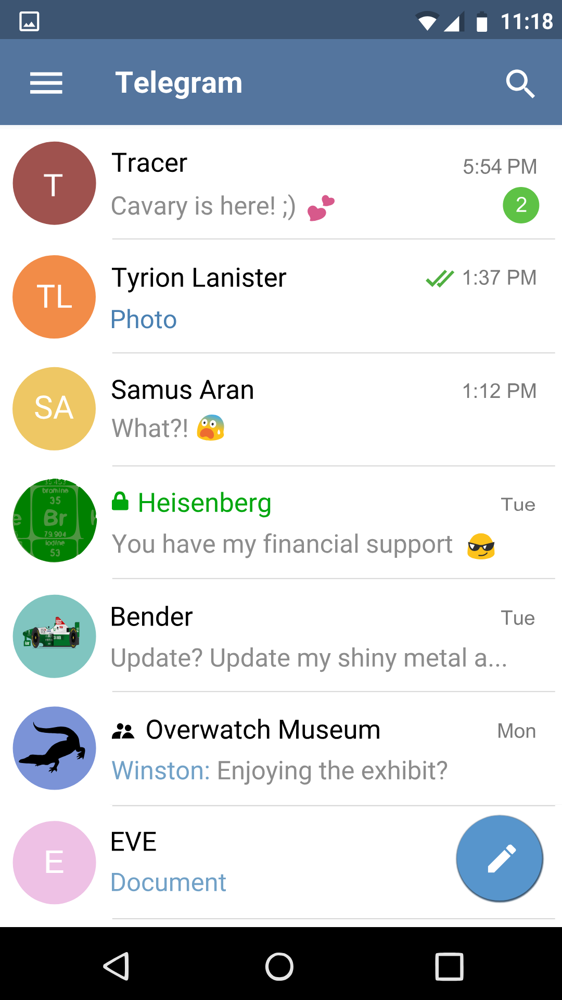 11:18
Telegram
T
Tracer
5:54 PM
Cavary is here! ;) 💕
2
TL
Tyrion Lanister
1:37 PM
Photo
SA
Samus Aran
1:12 PM
What?! 😰
35 453
bromine
35
Br
79.904
Iodine
53
Heisenberg
Tue
You have my financial support 😎
Bender
Tue
Update? Update my shiny metal a...
Overwatch Museum
Mon
Winston: Enjoying the exhibit?
E
EVE
Document